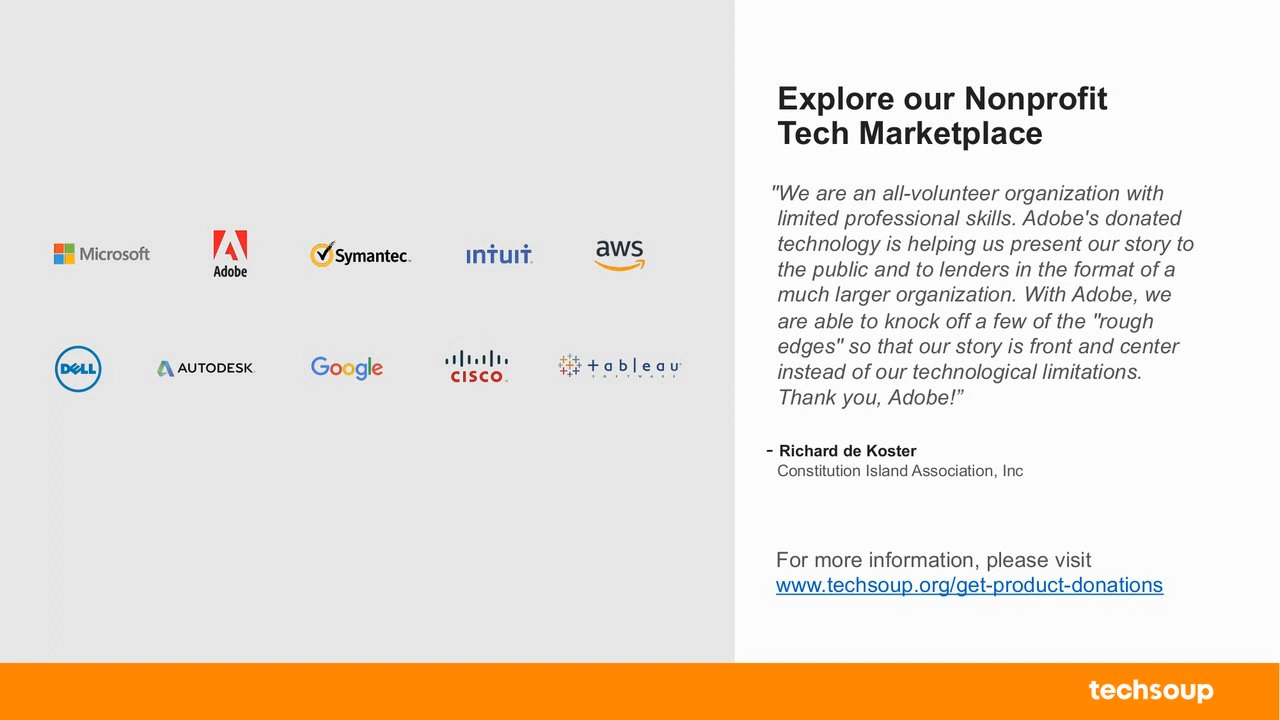 Microsoft
Adobe
Symantec
intuit
aws
DELL
AUTODESK
Google
CISCO
tableau
SOFTWARE
Explore our Nonprofit
Tech Marketplace
"We are an all-volunteer organization with
limited professional skills. Adobe's donated
technology is helping us present our story to
the public and to lenders in the format of a
much larger organization. With Adobe, we
are able to knock off a few of the "rough
edges" so that our story is front and center
instead of our technological limitations.
Thank you, Adobe!”
- Richard de Koster
Constitution Island Association, Inc
For more information, please visit
www.techsoup.org/get-product-donations
techsoup